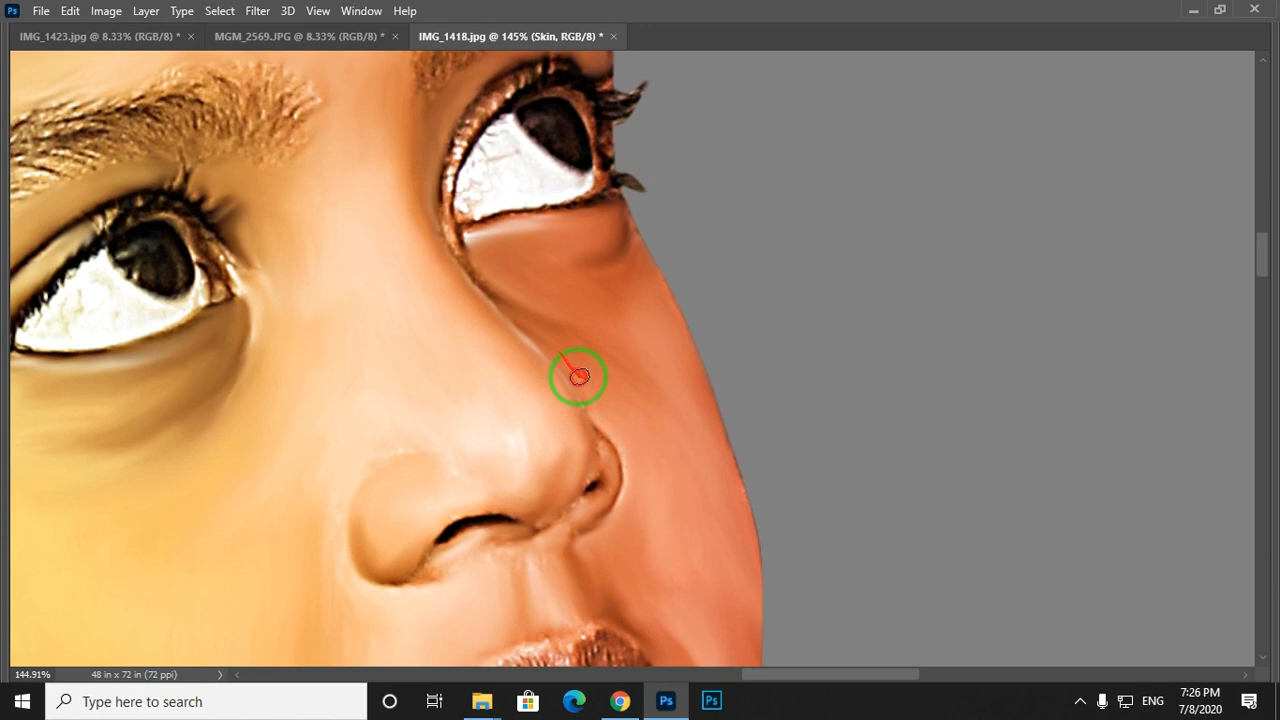 Ps File Edit Image Layer Type Select Filter 3D View Window Help
IMG_1423.jpg @ 8.33% (RGB/8) * × MGM_2569.JPG @ 8.33% (RGB/8) * × IMG_1418.jpg @ 145% (Skin, RGB/8) * ×
144.91% 48 in x 72 in (72 ppi)
Type here to search Ps Ps ENG 7:26 PM
7/8/2020